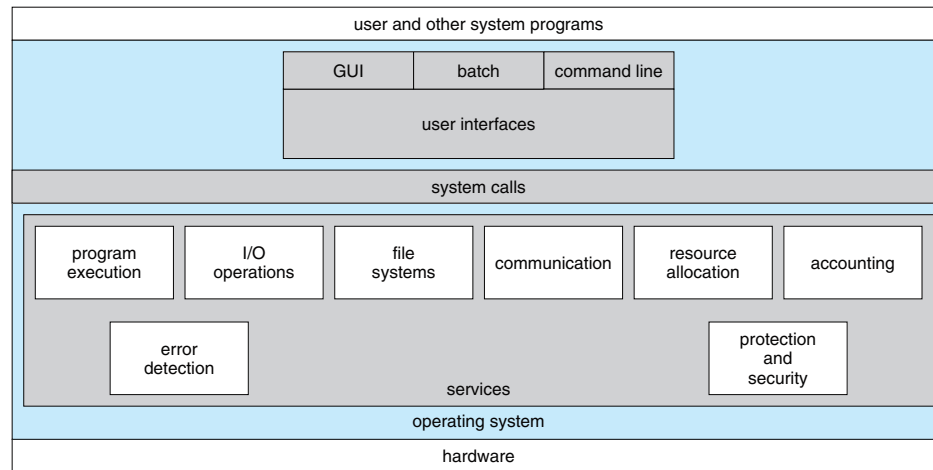 user and other system programs
GUI
batch
command line
user interfaces
system calls
program
execution
I/O
operations
file
systems
communication
resource
allocation
accounting
error
detection
protection
and
security
services
operating system
hardware